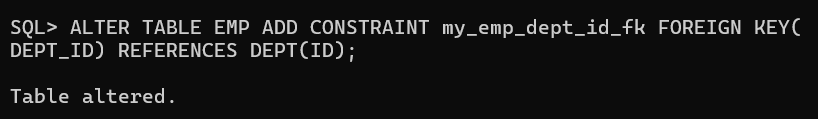 SQL> ALTER TABLE EMP ADD CONSTRAINT my_emp_dept_id_fk FOREIGN KEY(
DEPT_ID) REFERENCES DEPT(ID);
Table altered.